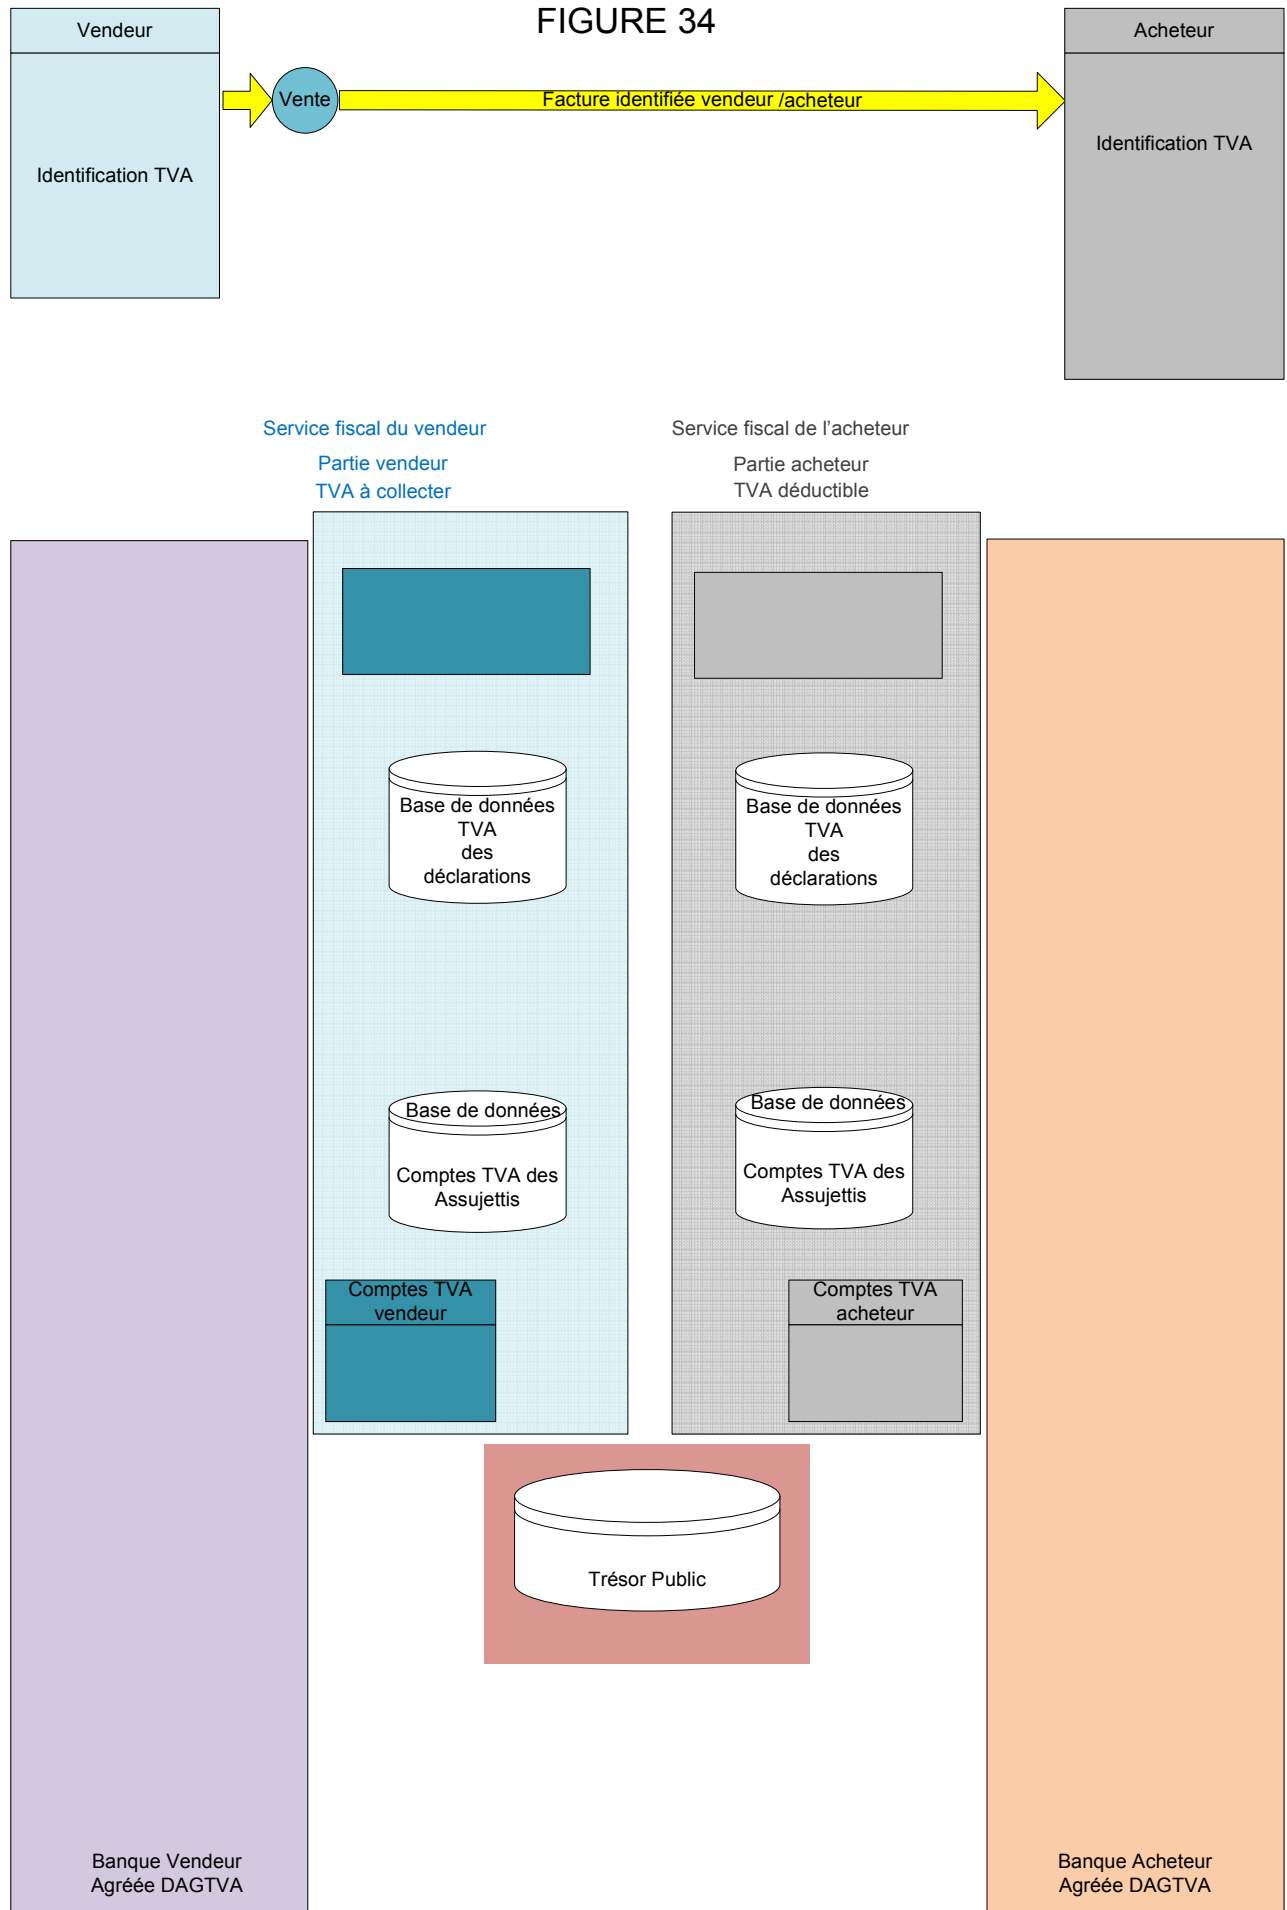 FIGURE 34
Vendeur
Identification TVA
Vente
Facture identifiée vendeur /acheteur
Acheteur
Identification TVA
Service fiscal du vendeur
Partie vendeur
TVA à collecter
Service fiscal de l'acheteur
Partie acheteur
TVA déductible
Base de données
TVA
des
déclarations
Base de données
TVA
des
déclarations
Base de données
Comptes TVA des
Assujettis
Base de données
Comptes TVA des
Assujettis
Comptes TVA
vendeur
Comptes TVA
acheteur
Trésor Public
Banque Vendeur
Agréée DAGTVA
Banque Acheteur
Agréée DAGTVA